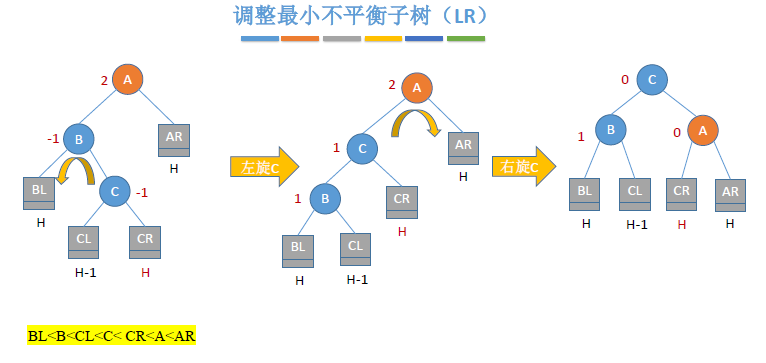 调整最小不平衡子树（LR）
2
A
-1
B
AR
H
BL
H
C
-1
CL
H-1
CR
H
左旋C
2
A
1
C
AR
H
1
B
CR
H
BL
H
CL
H-1
右旋C
0
C
1
B
0
A
BL
H
CL
H-1
CR
H
AR
H
BL<B<CL<C< CR<A<AR